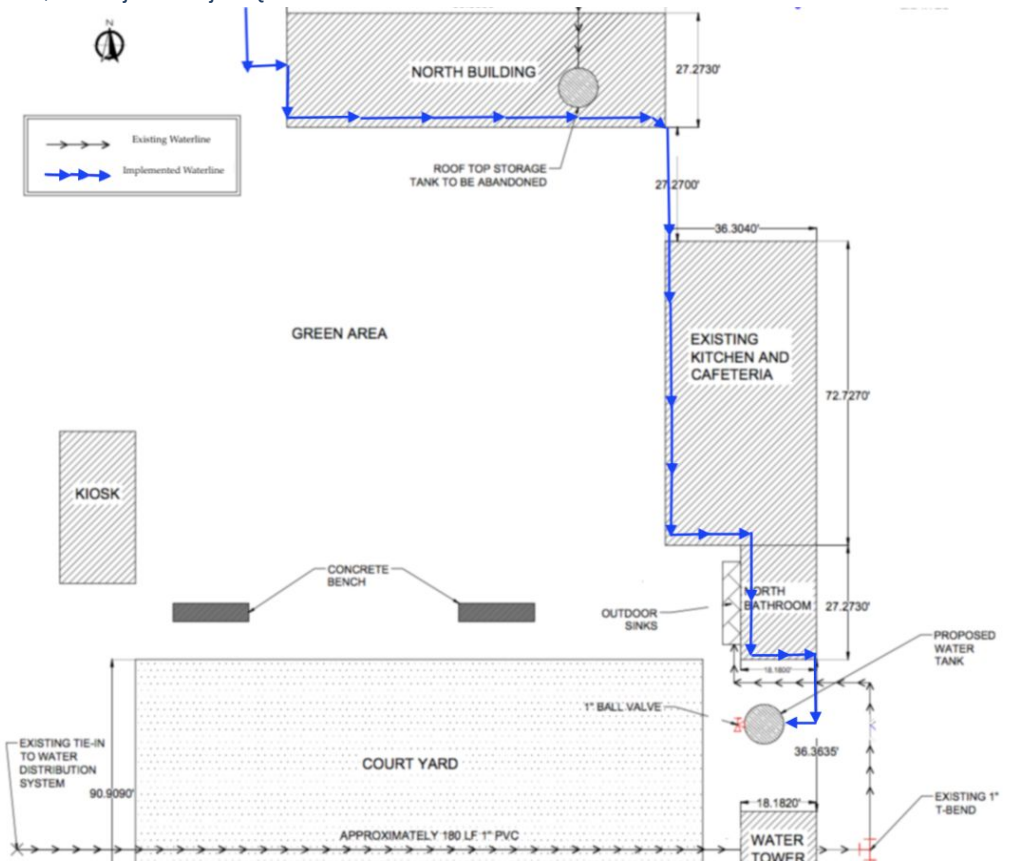 N
NORTH BUILDING
27.2730'
Existing Waterline
Implemented Waterline
ROOF TOP STORAGE
TANK TO BE ABANDONED
27.2700'
36.3040'
GREEN AREA
EXISTING
KITCHEN AND
CAFETERIA
72.7270'
KIOSK
CONCRETE
BENCH
OUTDOOR
SINKS
NORTH
BATHROOM
27.2730'
PROPOSED
WATER
TANK
18.1800'
1" BALL VALVE
EXISTING TIE-IN
TO WATER
DISTRIBUTION
SYSTEM
COURT YARD
36.3635'
90.9090'
18.1820'
EXISTING 1"
T-BEND
APPROXIMATELY 180 LF 1" PVC
WATER
TOWER